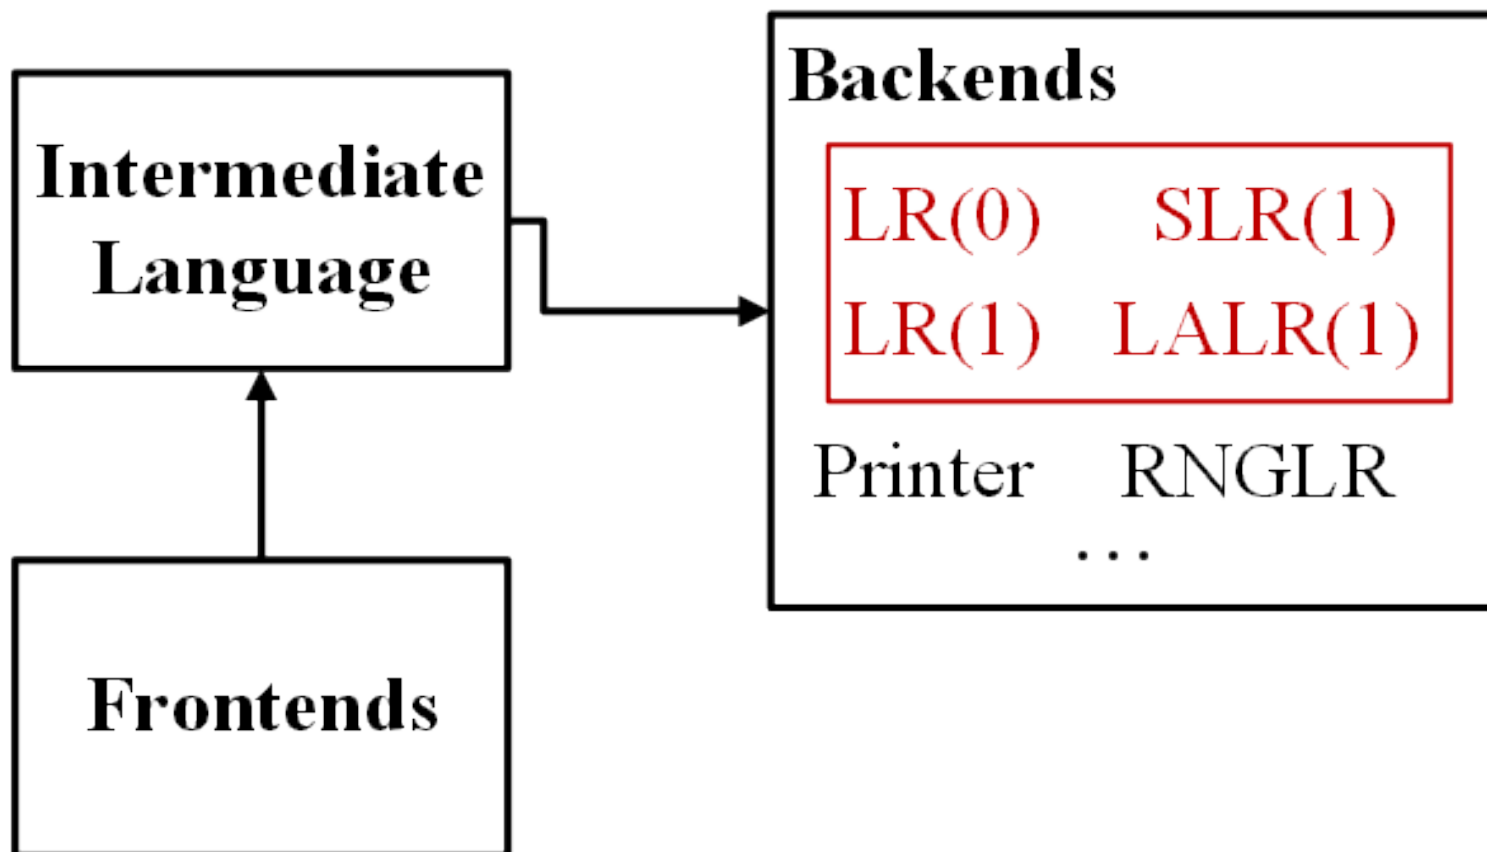 Backends
Intermediate
Language
LR(0) SLR(1)
LR(1) LALR(1)
Printer RNGLR
...
Frontends